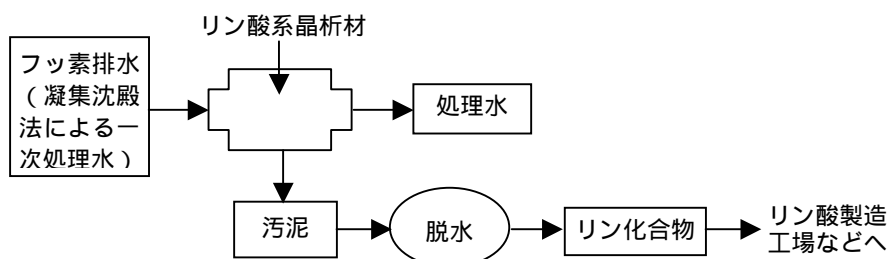 リン酸系晶析材
フッ素排水
(凝集沈殿
法による一
次処理水)
処理水
汚泥
脱水
リン化合物
リン酸製造
工場などへ